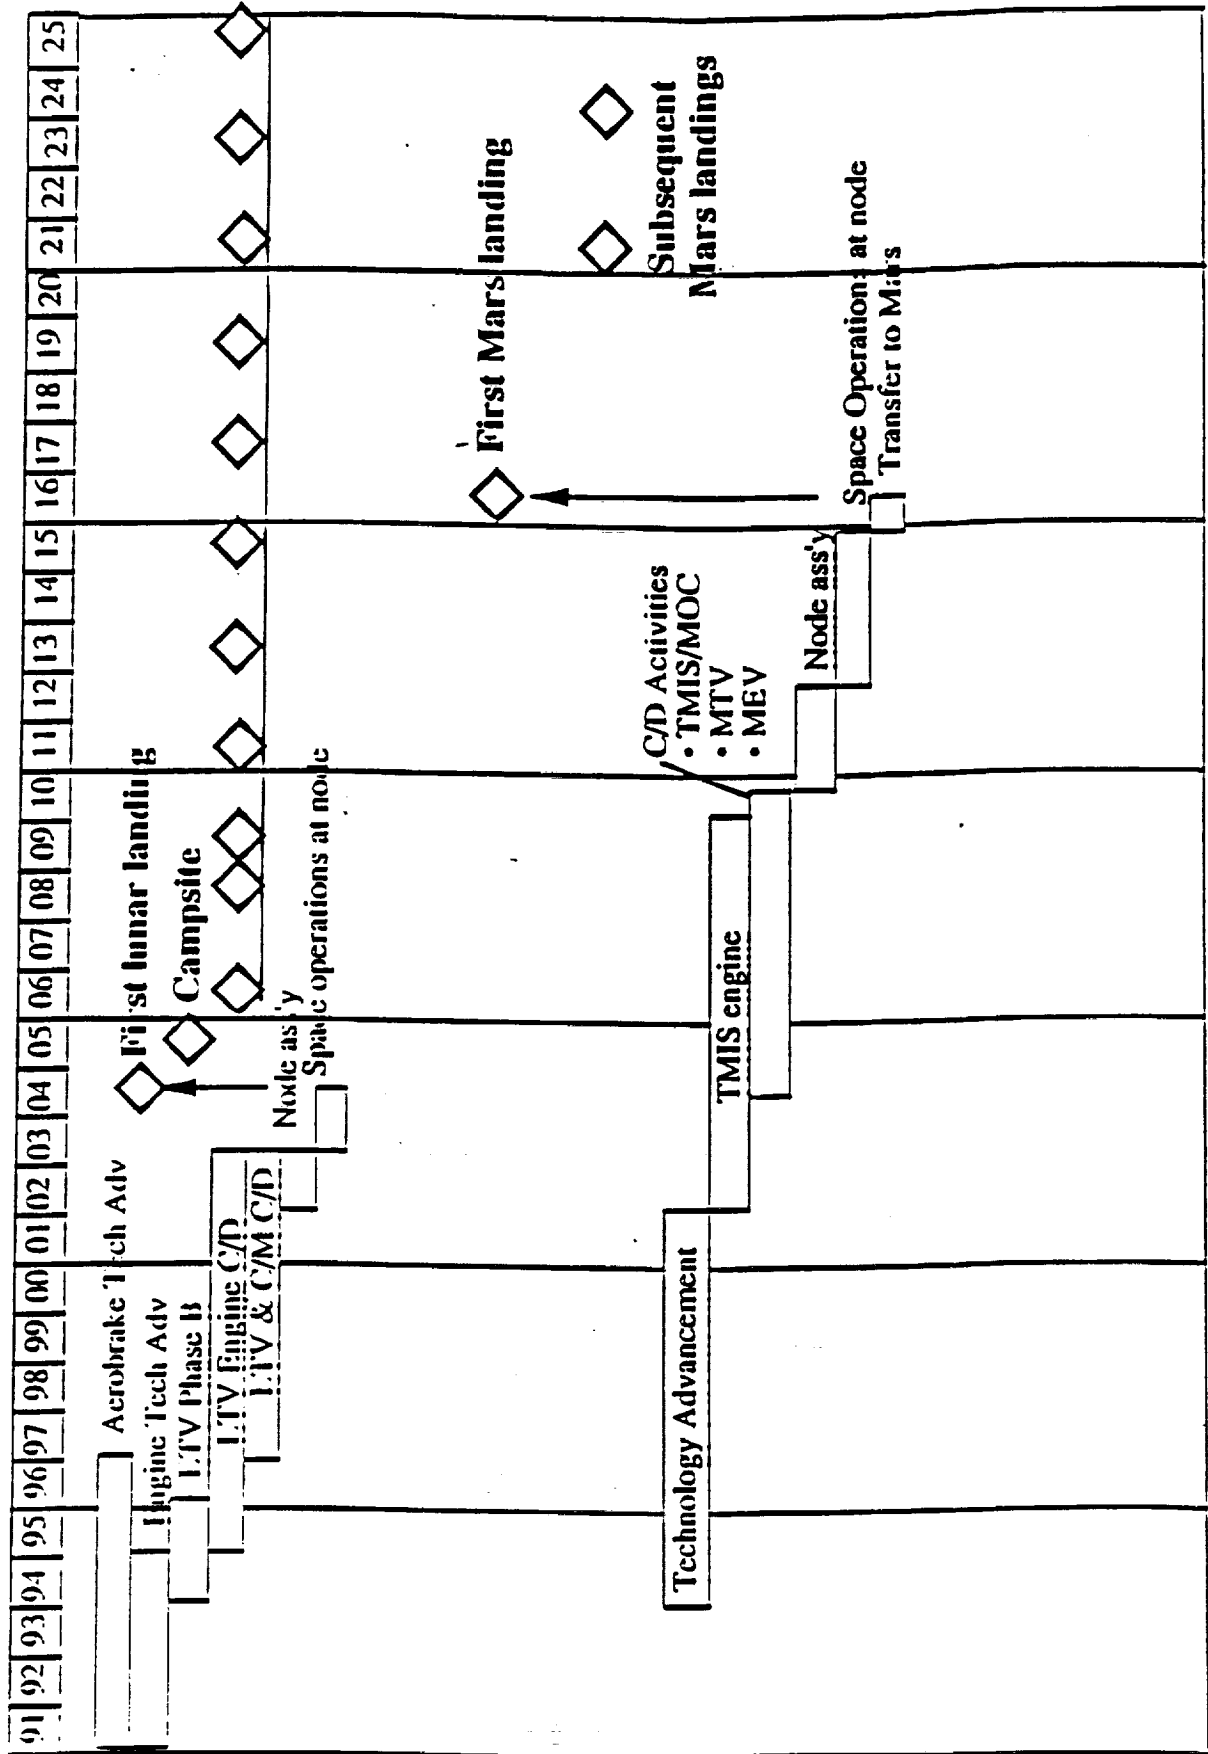 91 92 93 94 95 96 97 98 99 00 01 02 03 04 05 06 07 08 09 10 11 12 13 14 15 16 17 18 19 20 21 22 23 24 25
Aerobrake Tech Adv
Engine Tech Adv
LTV Phase B
LTV Engine C/D
LTV & C/M C/D
Node ass'y
Space operations at node
First lunar landing
Campsite
First Mars landing
Subsequent
Mars landings
Technology Advancement
TMIS engine
C/D Activities
• TMIS/MOC
• MTV
• MEV
Node ass'y
Space Operations at node
Transfer to Mars